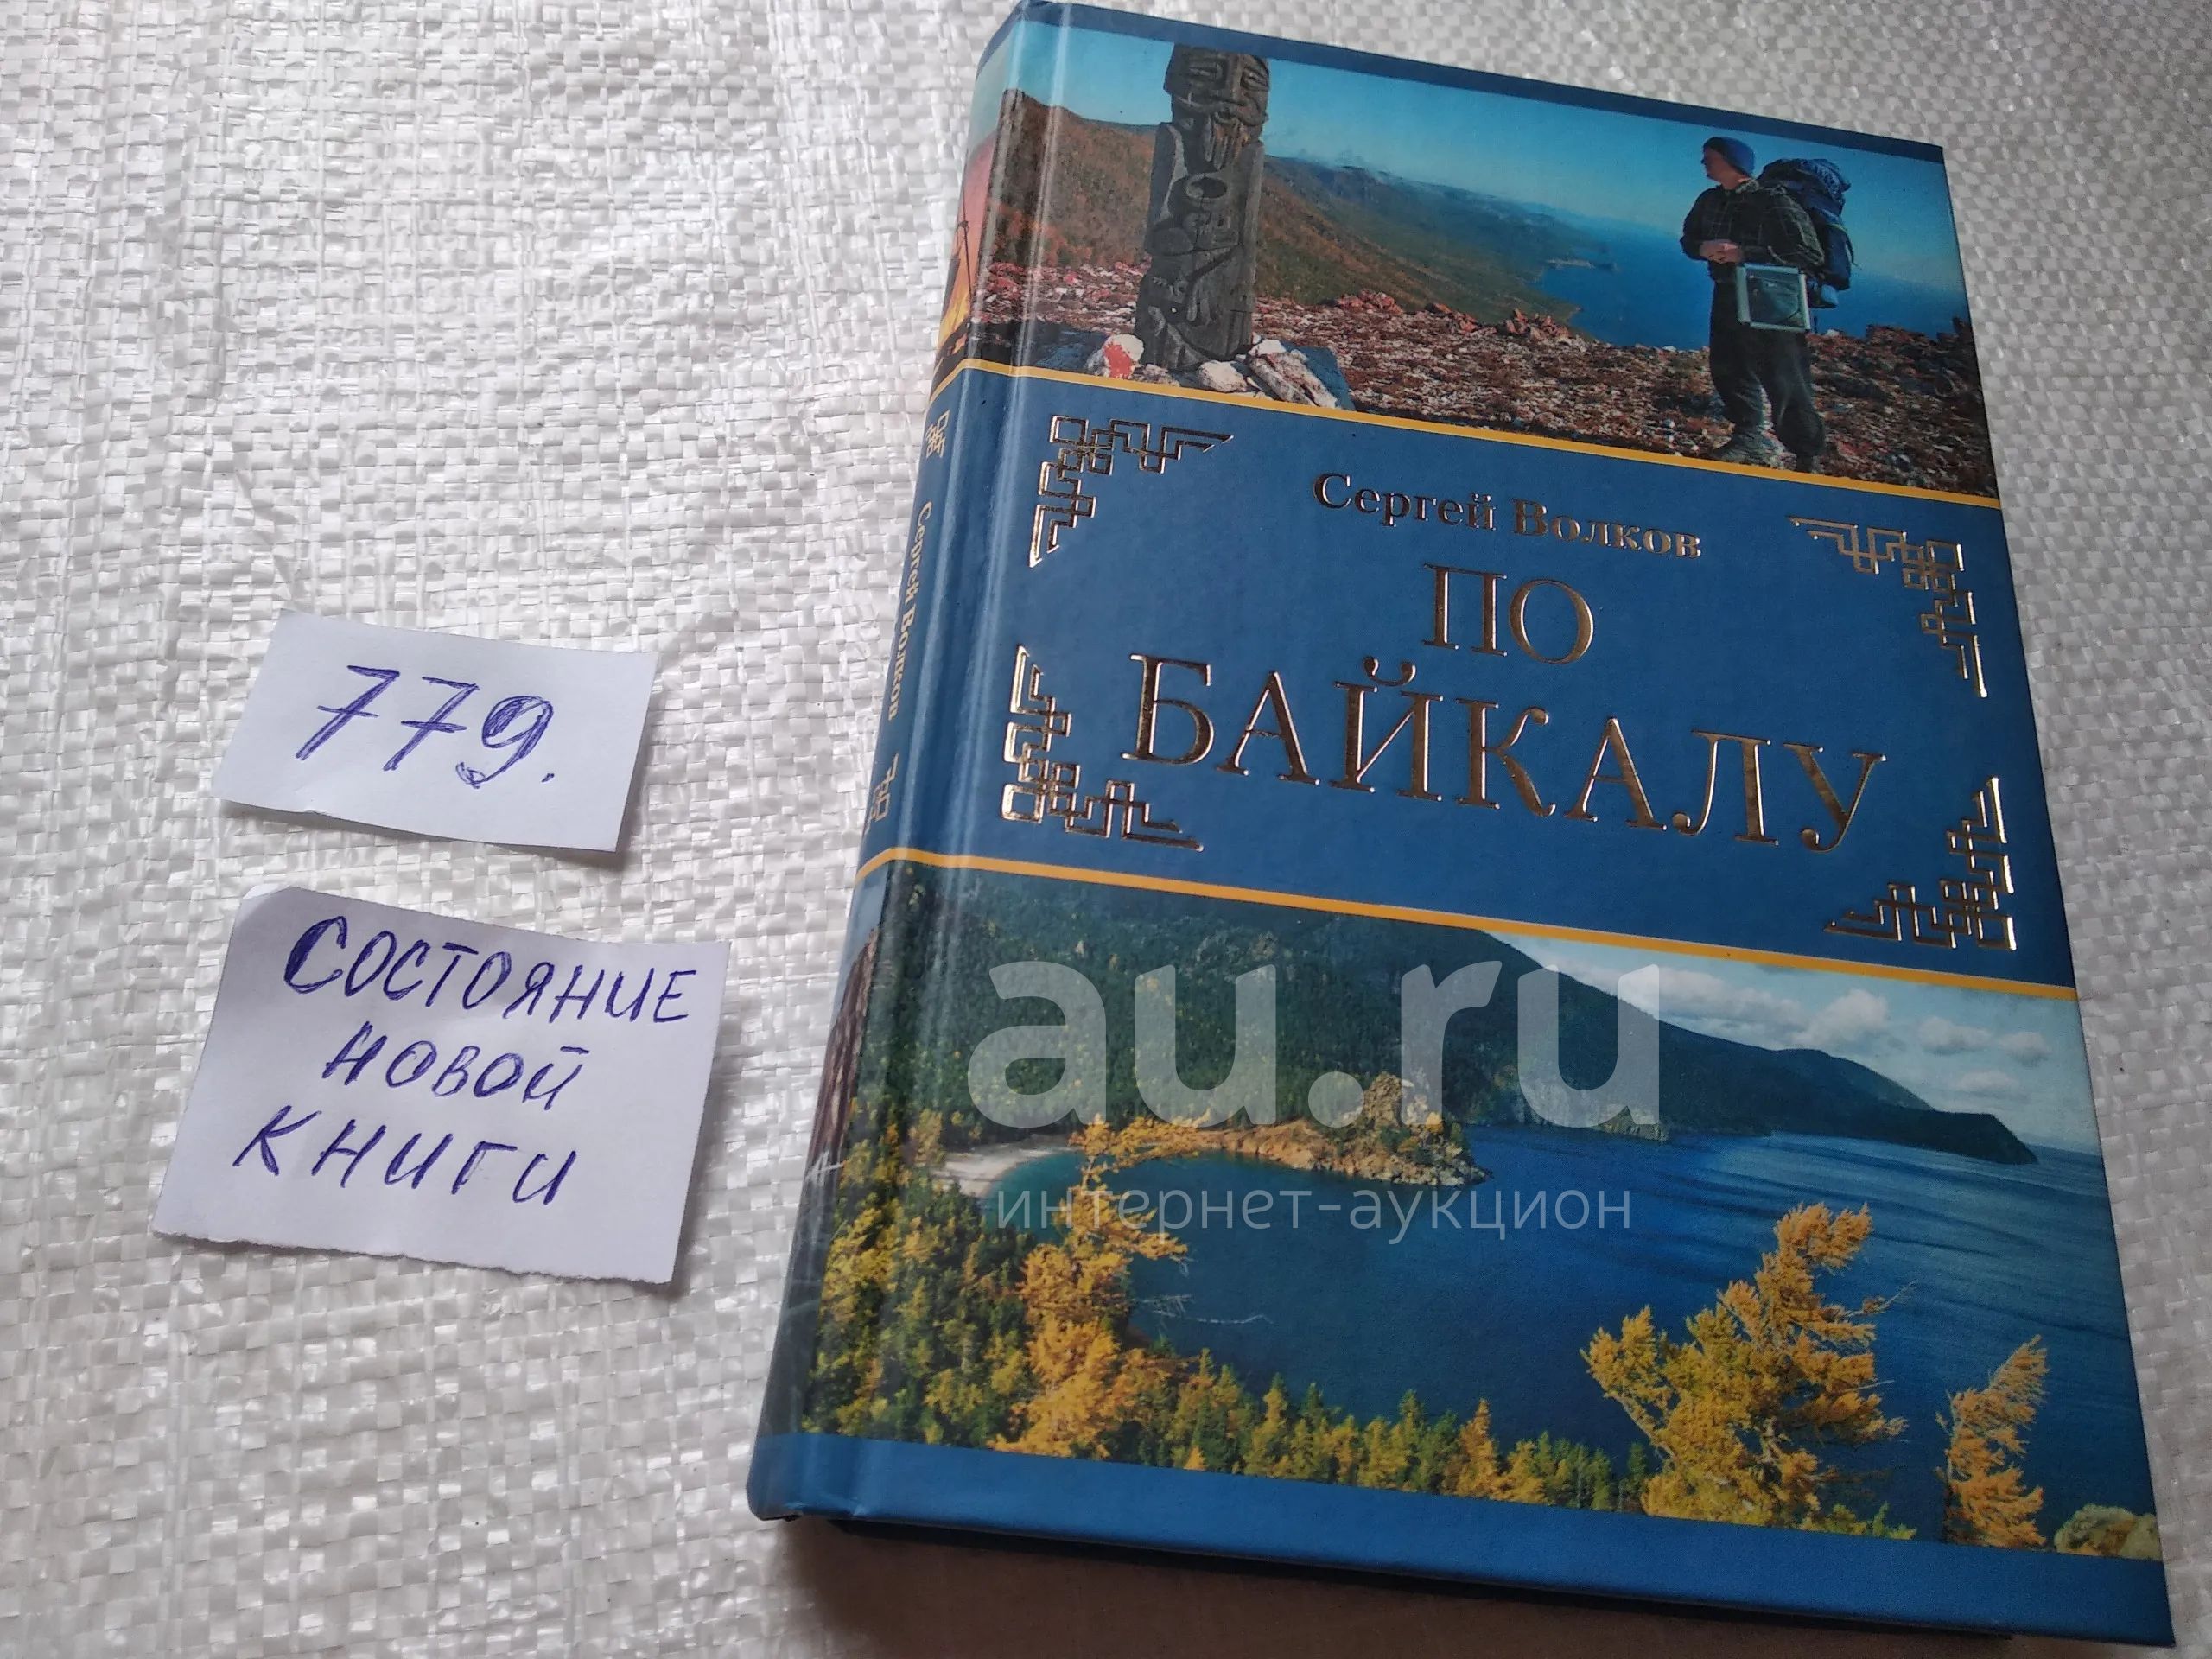 Сергей Волков
ПО
БАЙКАЛУ
Сергей Волков
779.
СОСТОЯНИЕ
НОВОЙ
КНИГИ
au.ru
интернет-аукцион